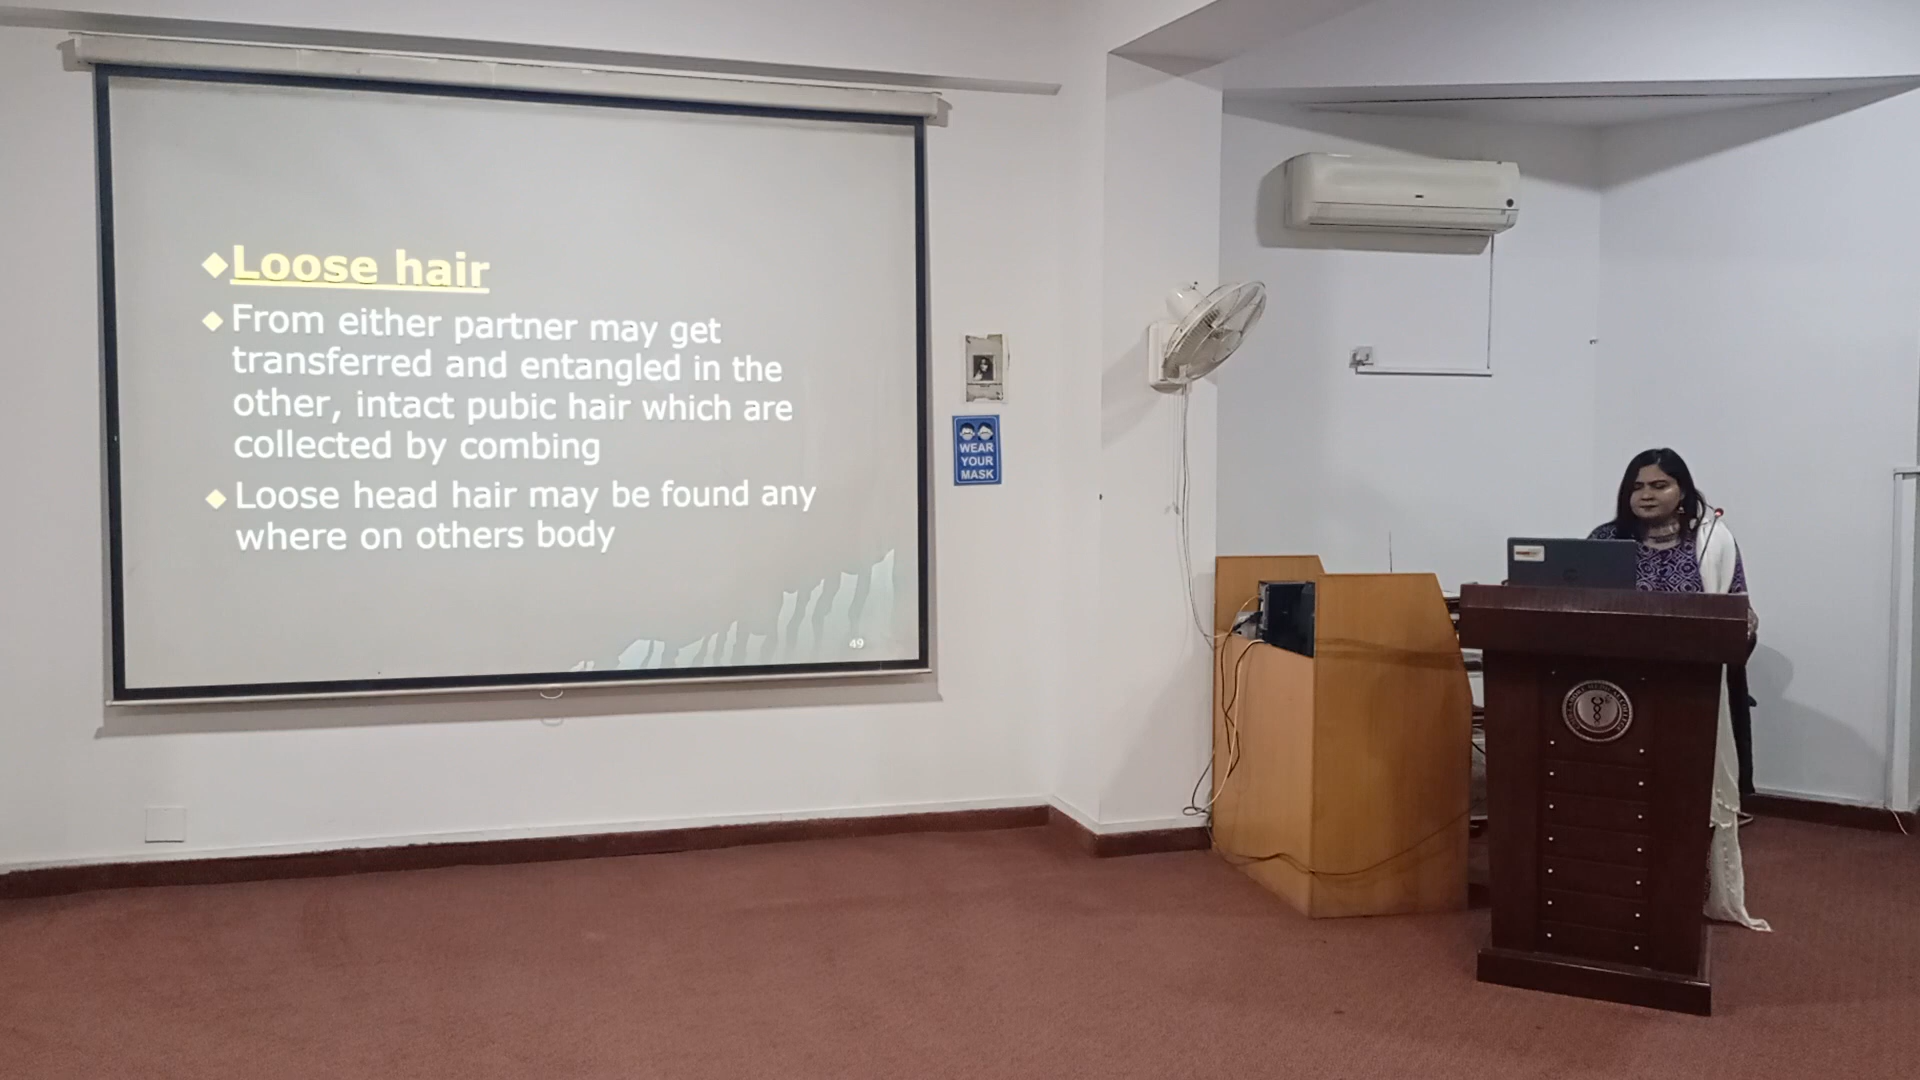 Loose hair
From either partner may get
transferred and entangled in the
other, intact pubic hair which are
collected by combing
Loose head hair may be found any
where on others body
49
WEAR
YOUR
MASK